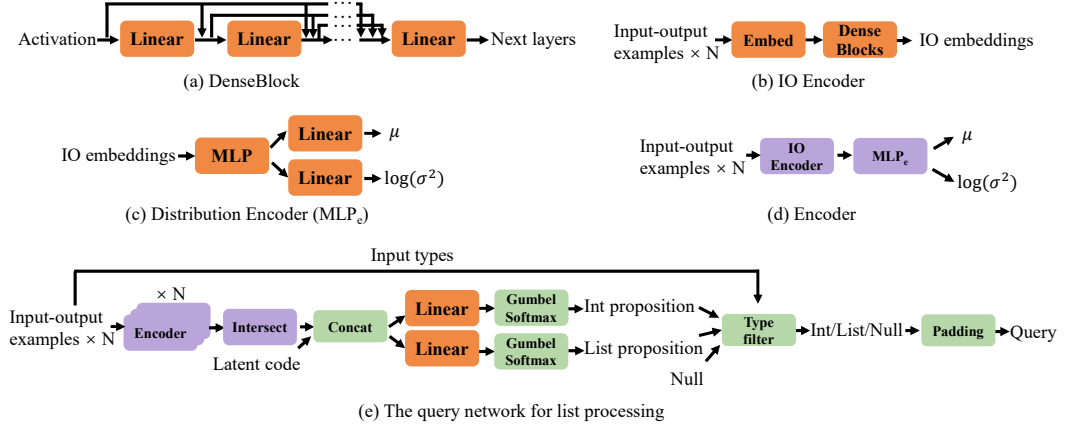 Activation
Linear
Linear
· · ·
· · ·
· · ·
Linear
Next layers
(a) DenseBlock
Input-output
examples × N
Embed
Dense
Blocks
IO embeddings
(b) IO Encoder
IO embeddings
MLP
Linear
μ
Linear
log(σ²)
(c) Distribution Encoder (MLPₑ)
Input-output
examples × N
IO
Encoder
MLPₑ
μ
log(σ²)
(d) Encoder
Input types
× N
Input-output
examples × N
Encoder
Intersect
Latent code
Concat
Linear
Gumbel
Softmax
Int proposition
Linear
Gumbel
Softmax
List proposition
Null
Type
filter
Int/List/Null
Padding
Query
(e) The query network for list processing